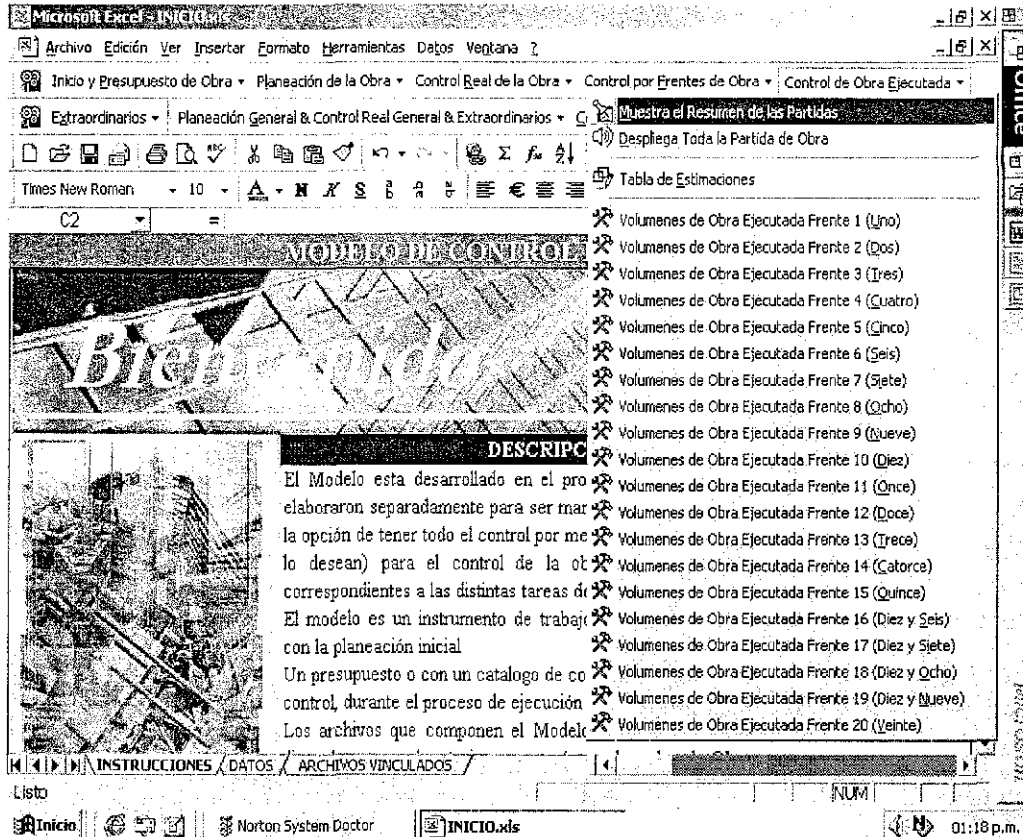 Microsoft Excel - INICIO.xls
Archivo Edición Ver Insertar Formato Herramientas Datos Ventana ?
Inicio y Presupuesto de Obra Planeación de la Obra Control Real de la Obra Control por Frentes de Obra Control de Obra Ejecutada
Extraordinarios Planeación General & Control Real General & Extraordinarios
Muestra el Resumen de las Partidas
Despliega Toda la Partida de Obra
Tabla de Estimaciones
Volumenes de Obra Ejecutada Frente 1 (Uno)
Volumenes de Obra Ejecutada Frente 2 (Dos)
Volumenes de Obra Ejecutada Frente 3 (Tres)
Volumenes de Obra Ejecutada Frente 4 (Cuatro)
Volumenes de Obra Ejecutada Frente 5 (Cinco)
Volumenes de Obra Ejecutada Frente 6 (Seis)
Volumenes de Obra Ejecutada Frente 7 (Siete)
Volumenes de Obra Ejecutada Frente 8 (Ocho)
Volumenes de Obra Ejecutada Frente 9 (Nueve)
Volumenes de Obra Ejecutada Frente 10 (Diez)
Volumenes de Obra Ejecutada Frente 11 (Once)
Volumenes de Obra Ejecutada Frente 12 (Doce)
Volumenes de Obra Ejecutada Frente 13 (Trece)
Volumenes de Obra Ejecutada Frente 14 (Catorce)
Volumenes de Obra Ejecutada Frente 15 (Quince)
Volumenes de Obra Ejecutada Frente 16 (Diez y Seis)
Volumenes de Obra Ejecutada Frente 17 (Diez y Siete)
Volumenes de Obra Ejecutada Frente 18 (Diez y Ocho)
Volumenes de Obra Ejecutada Frente 19 (Diez y Nueve)
Volumenes de Obra Ejecutada Frente 20 (Veinte)
Times New Roman 10 A N K S
C2 =
MODELO DE CONTROL
Bienvenido
DESCRIPC
El Modelo esta desarrollado en el pro
elaboraron separadamente para ser mar
la opción de tener todo el control por me
lo desean) para el control de la ob
correspondientes a las distintas tareas de
El modelo es un instrumento de trabajo
con la planeación inicial
Un presupuesto o con un catalogo de co
control, durante el proceso de ejecución
Los archivos que componen el Modelo
INSTRUCCIONES DATOS ARCHIVOS VINCULADOS
Listo NUM
Inicio Norton System Doctor INICIO.xls 01:18 p.m.